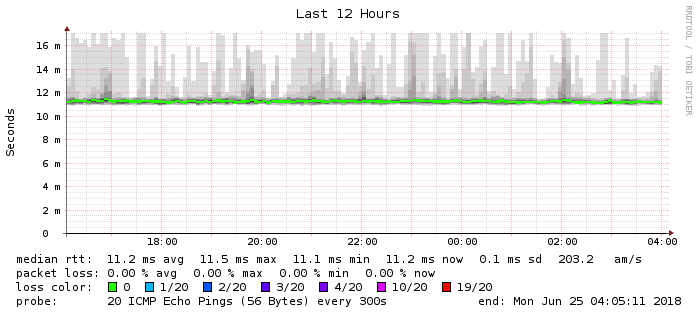 Last 12 Hours
RRDTOOL / TOBI OETIKER
Seconds
16 m
14 m
12 m
10 m
8 m
6 m
4 m
2 m
0
18:00 20:00 22:00 00:00 02:00 04:00
median rtt: 11.2 ms avg 11.5 ms max 11.1 ms min 11.2 ms now 0.1 ms sd 203.2 am/s
packet loss: 0.00 % avg 0.00 % max 0.00 % min 0.00 % now
loss color: 0 1/20 2/20 3/20 4/20 10/20 19/20
probe: 20 ICMP Echo Pings (56 Bytes) every 300s end: Mon Jun 25 04:05:11 2018